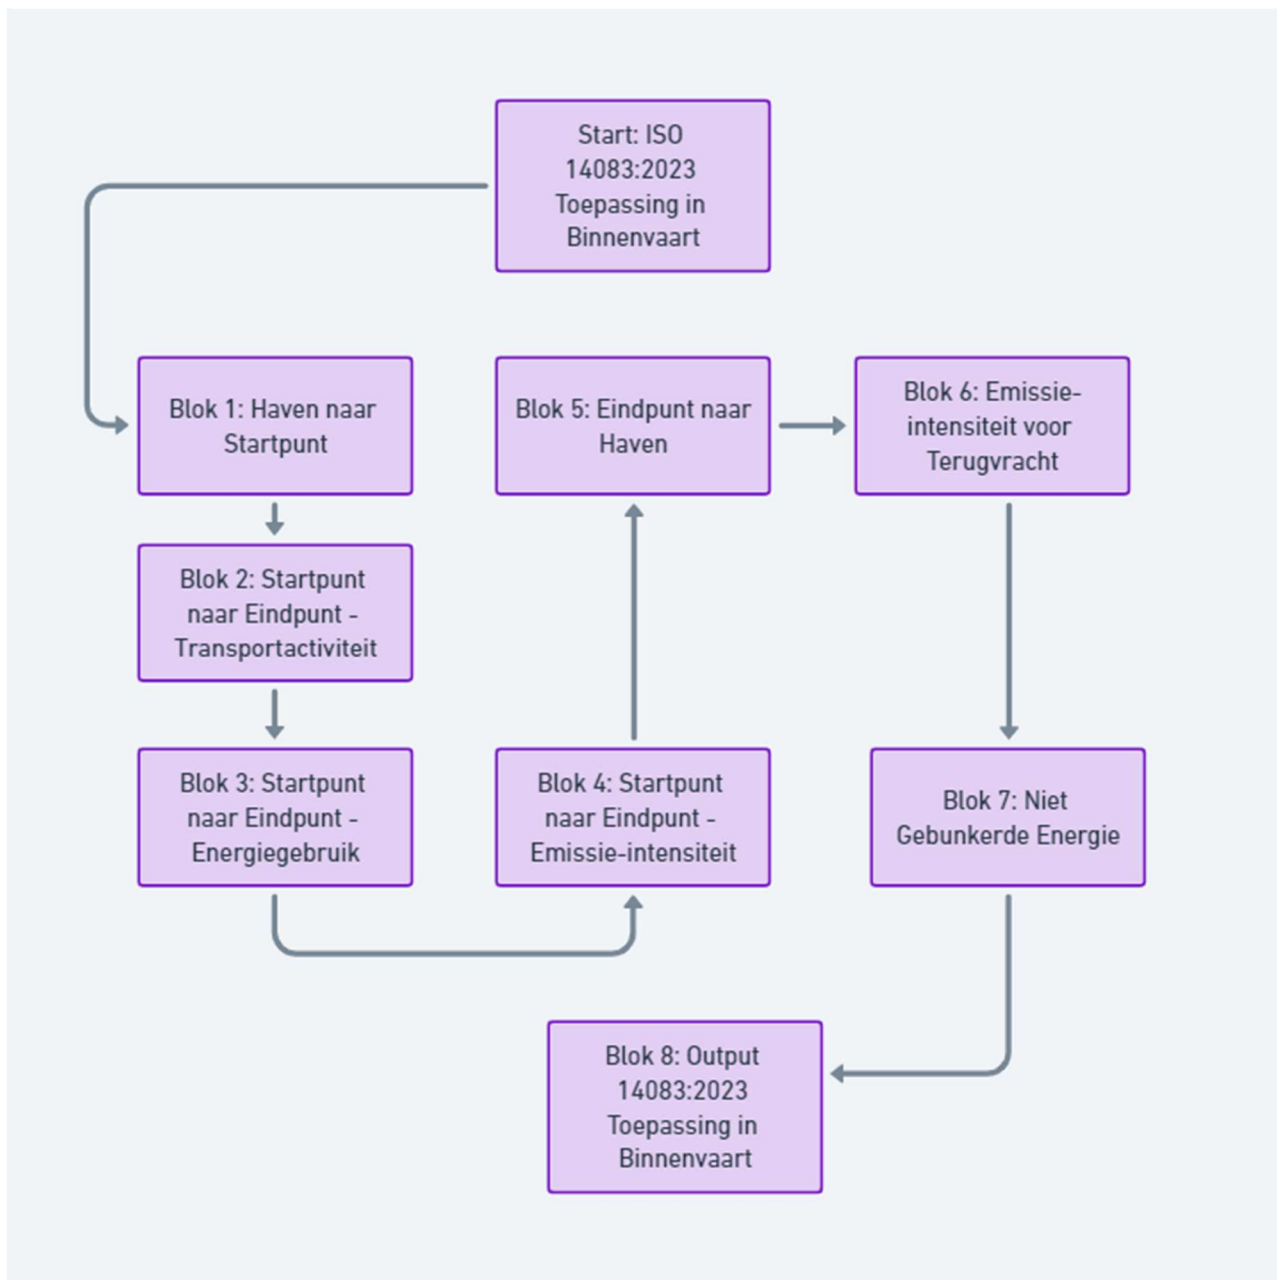 Start: ISO
14083:2023
Toepassing in
Binnenvaart
Blok 1: Haven naar
Startpunt
Blok 2: Startpunt
naar Eindpunt -
Transportactiviteit
Blok 3: Startpunt
naar Eindpunt -
Energiegebruik
Blok 4: Startpunt
naar Eindpunt -
Emissie-intensiteit
Blok 5: Eindpunt naar
Haven
Blok 6: Emissie-
intensiteit voor
Terugvracht
Blok 7: Niet
Gebunkerde Energie
Blok 8: Output
14083:2023
Toepassing in
Binnenvaart